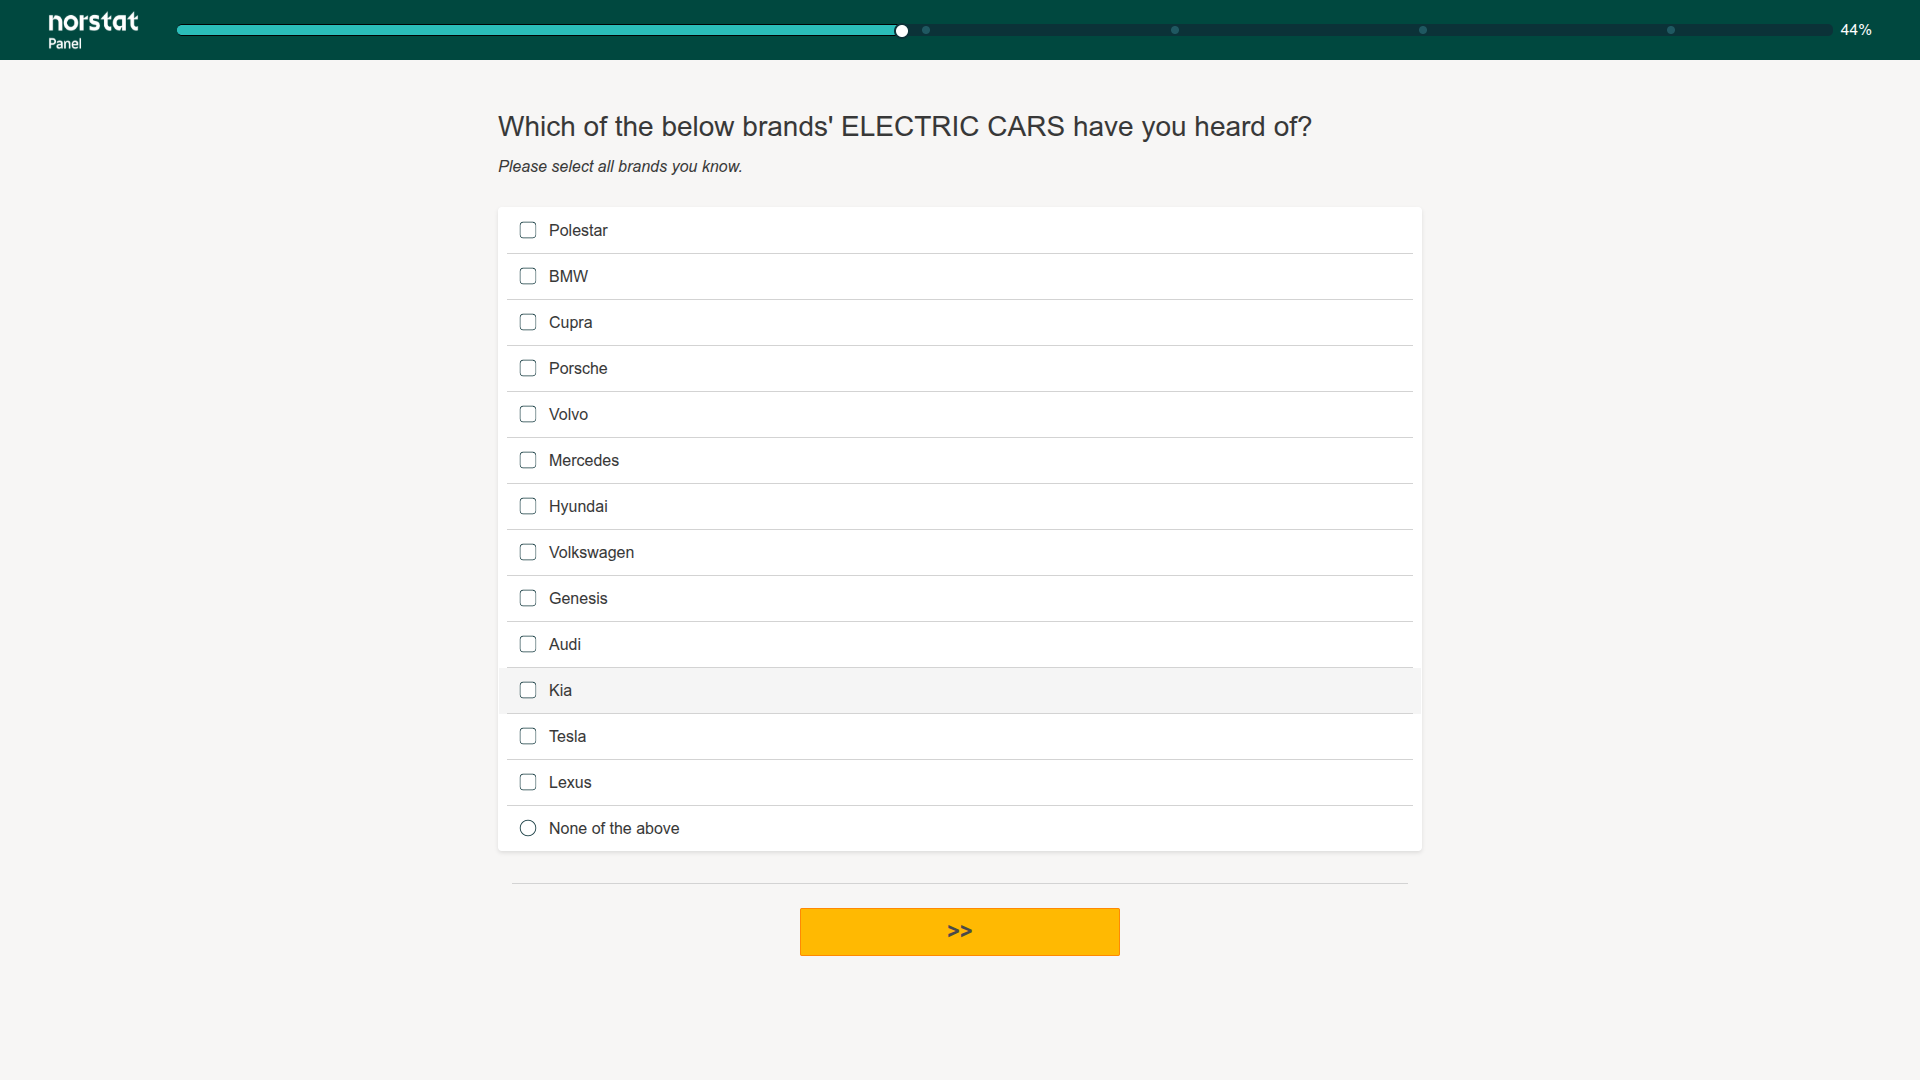 norstat
Panel
44%
Which of the below brands' ELECTRIC CARS have you heard of?
Please select all brands you know.
Polestar
BMW
Cupra
Porsche
Volvo
Mercedes
Hyundai
Volkswagen
Genesis
Audi
Kia
Tesla
Lexus
None of the above
>>